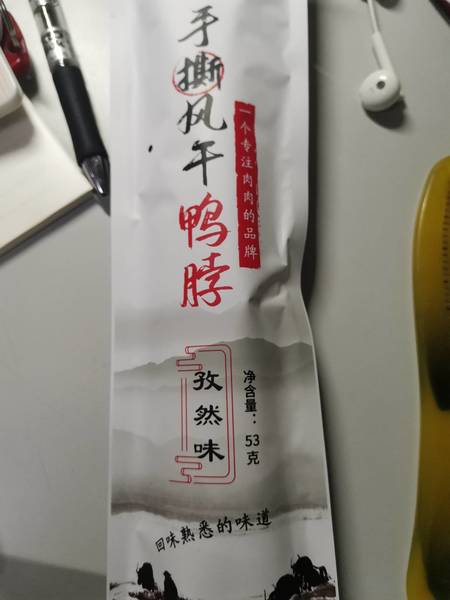 手撕风干鸭脖
一个专注肉肉的品牌
孜然味
净含量：53克
回味熟悉的味道